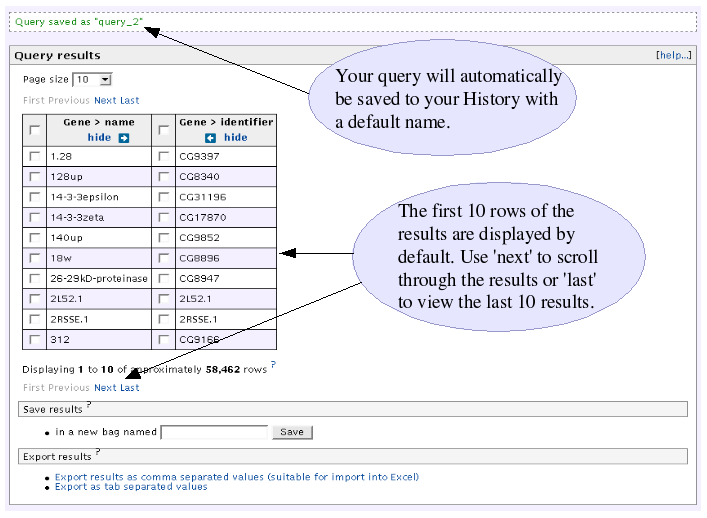 Query saved as "query_2"
Query results [help...]
Your query will automatically
be saved to your History with
a default name.
Page size 10
First Previous Next Last
Gene > name Gene > identifier
hide hide
1.28 CG9397
128up CG8340
14-3-3epsilon CG31196
14-3-3zeta CG17870
140up CG9852
18w CG8896
26-29kD-proteinase CG8947
2L52.1 2L52.1
2RSSE.1 2RSSE.1
312 CG9166
The first 10 rows of the
results are displayed by
default. Use 'next' to scroll
through the results or 'last'
to view the last 10 results.
Displaying 1 to 10 of approximately 58,462 rows ?
First Previous Next Last
Save results ?
in a new bag named Save
Export results ?
Export results as comma separated values (suitable for import into Excel)
Export as tab separated values